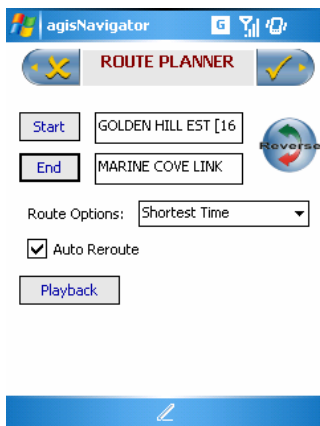 agisNavigator G
ROUTE PLANNER
Start GOLDEN HILL EST [16
Reverse
End MARINE COVE LINK
Route Options: Shortest Time
Auto Reroute
Playback